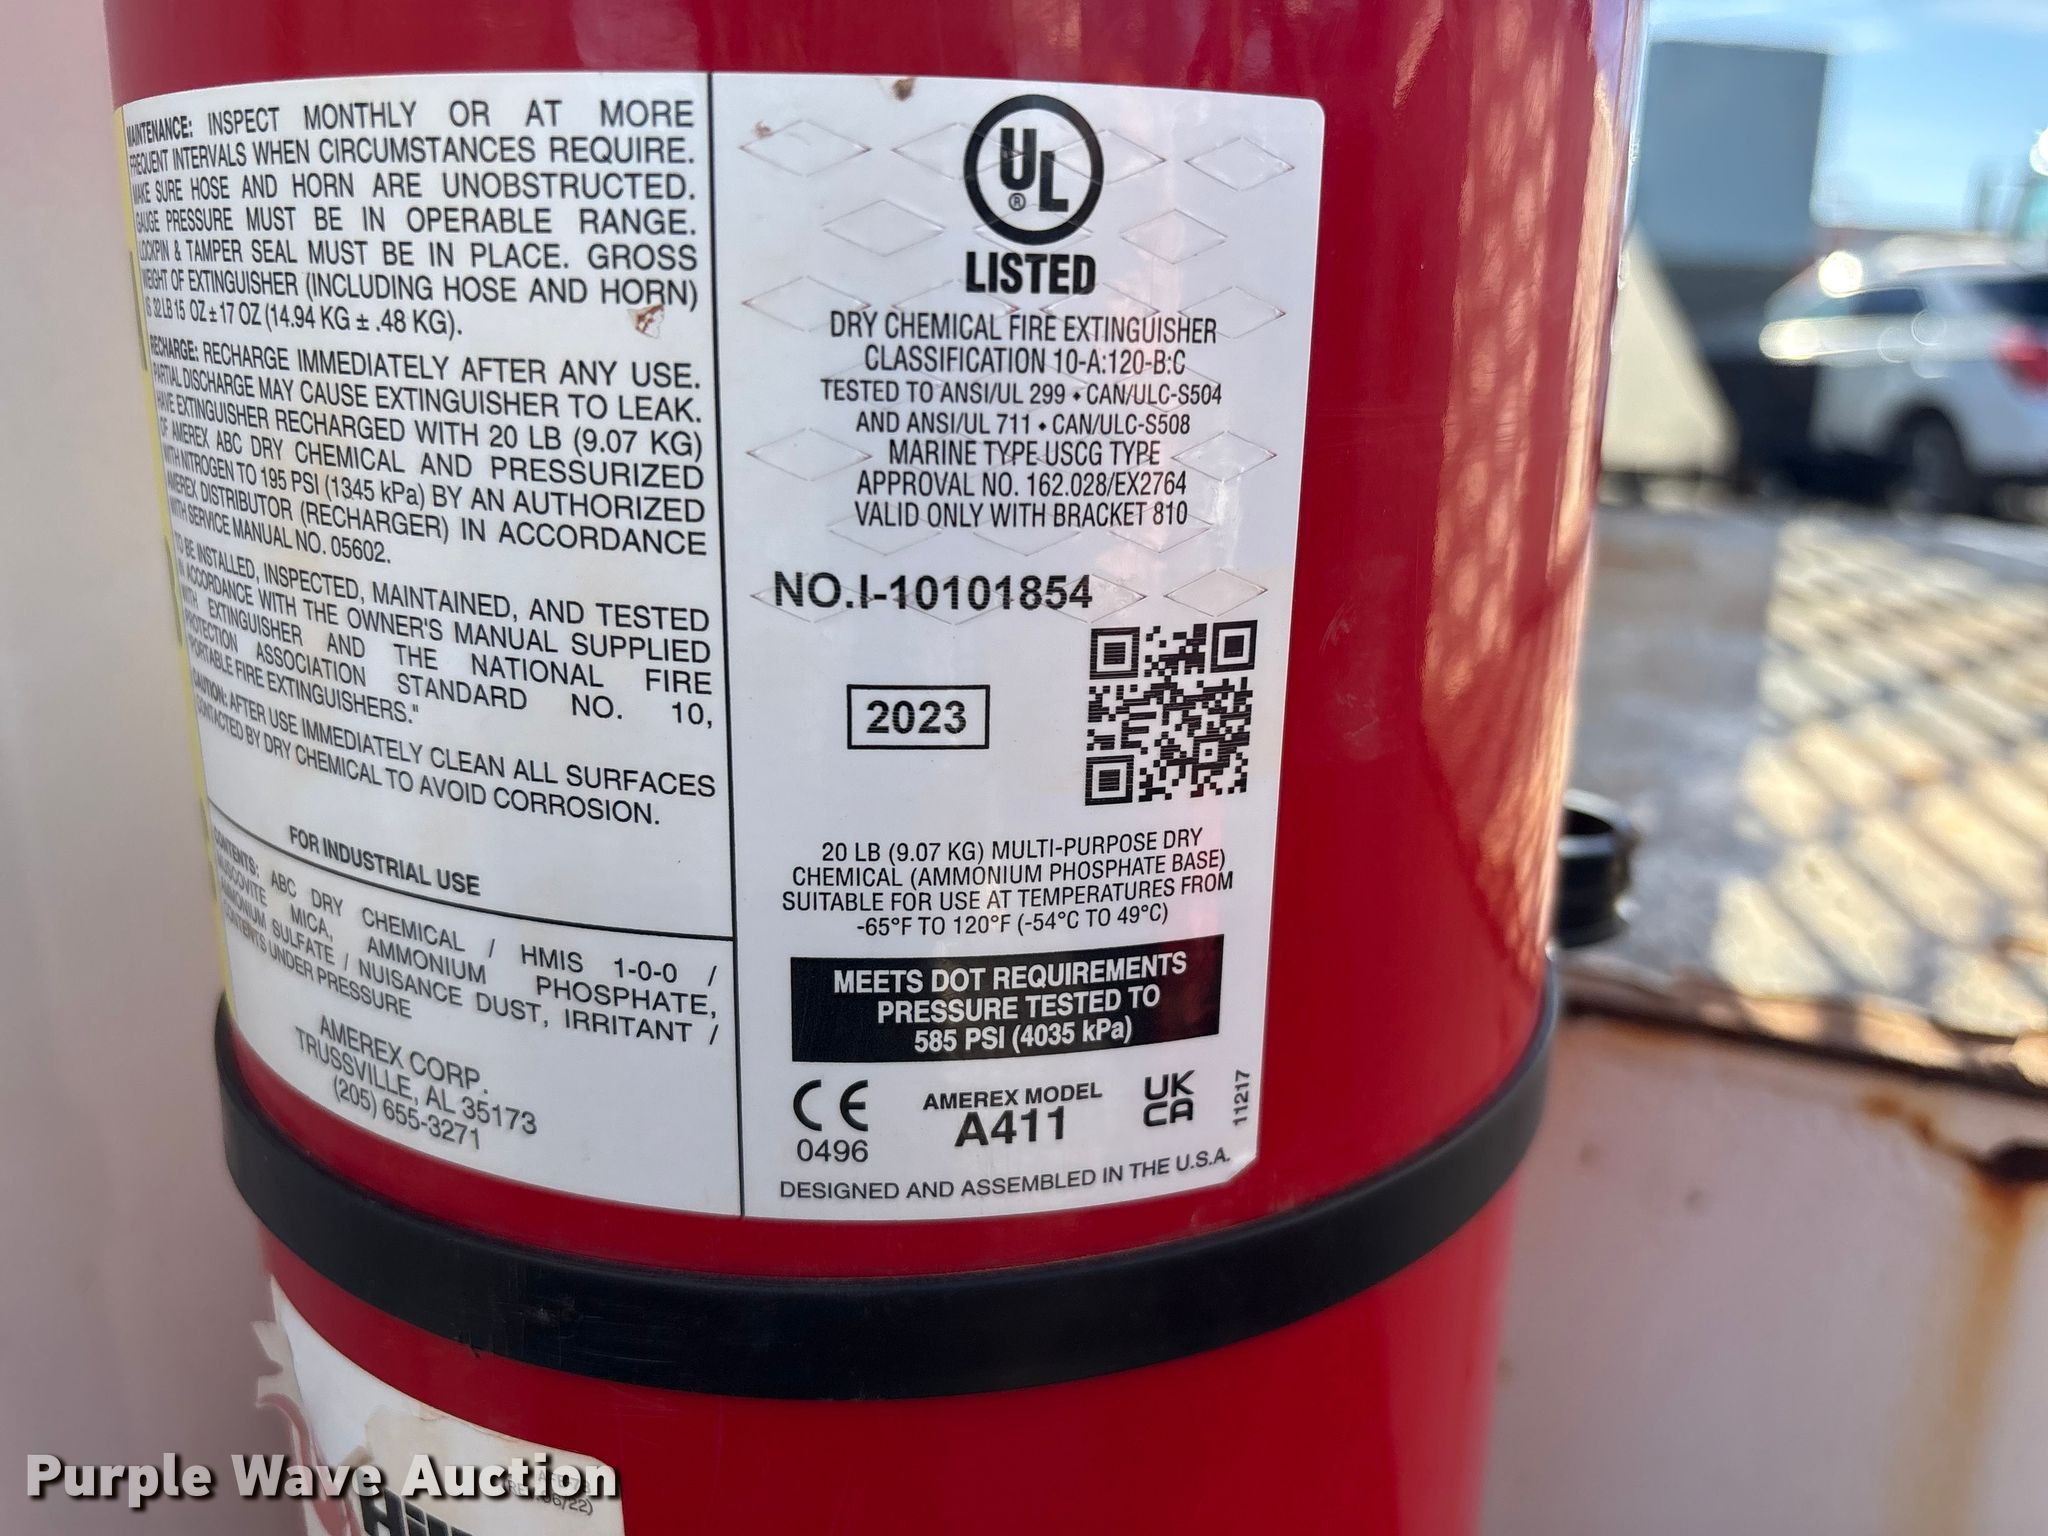 MAINTENANCE: INSPECT MONTHLY OR AT MORE
FREQUENT INTERVALS WHEN CIRCUMSTANCES REQUIRE.
MAKE SURE HOSE AND HORN ARE UNOBSTRUCTED.
GAUGE PRESSURE MUST BE IN OPERABLE RANGE.
LOCKPIN & TAMPER SEAL MUST BE IN PLACE. GROSS
WEIGHT OF EXTINGUISHER (INCLUDING HOSE AND HORN)
IS 32 LB 15 OZ ± 17 OZ (14.94 KG ± .48 KG).
RECHARGE: RECHARGE IMMEDIATELY AFTER ANY USE.
PARTIAL DISCHARGE MAY CAUSE EXTINGUISHER TO LEAK.
HAVE EXTINGUISHER RECHARGED WITH 20 LB (9.07 KG)
OF AMEREX ABC DRY CHEMICAL AND PRESSURIZED
WITH NITROGEN TO 195 PSI (1345 kPa) BY AN AUTHORIZED
AMEREX DISTRIBUTOR (RECHARGER) IN ACCORDANCE
WITH SERVICE MANUAL NO. 05602.
TO BE INSTALLED, INSPECTED, MAINTAINED, AND TESTED
IN ACCORDANCE WITH THE OWNER'S MANUAL SUPPLIED
WITH EXTINGUISHER AND THE NATIONAL FIRE
PROTECTION ASSOCIATION STANDARD NO. 10,
"PORTABLE FIRE EXTINGUISHERS."
CAUTION: AFTER USE IMMEDIATELY CLEAN ALL SURFACES
CONTACTED BY DRY CHEMICAL TO AVOID CORROSION.
FOR INDUSTRIAL USE
CONTENTS: ABC DRY CHEMICAL / HMIS 1-0-0 /
MUSCOVITE MICA, AMMONIUM PHOSPHATE,
AMMONIUM SULFATE / NUISANCE DUST, IRRITANT /
CONTENTS UNDER PRESSURE
AMEREX CORP.
TRUSSVILLE, AL 35173
(205) 655-3271
UL
®
LISTED
DRY CHEMICAL FIRE EXTINGUISHER
CLASSIFICATION 10-A:120-B:C
TESTED TO ANSI/UL 299 • CAN/ULC-S504
AND ANSI/UL 711 • CAN/ULC-S508
MARINE TYPE USCG TYPE
APPROVAL NO. 162.028/EX2764
VALID ONLY WITH BRACKET 810
NO.I-10101854
2023
20 LB (9.07 KG) MULTI-PURPOSE DRY
CHEMICAL (AMMONIUM PHOSPHATE BASE)
SUITABLE FOR USE AT TEMPERATURES FROM
-65°F TO 120°F (-54°C TO 49°C)
MEETS DOT REQUIREMENTS
PRESSURE TESTED TO
585 PSI (4035 kPa)
CE
0496
AMEREX MODEL
A411
UK
CA
11217
DESIGNED AND ASSEMBLED IN THE U.S.A.
Purple Wave Auction